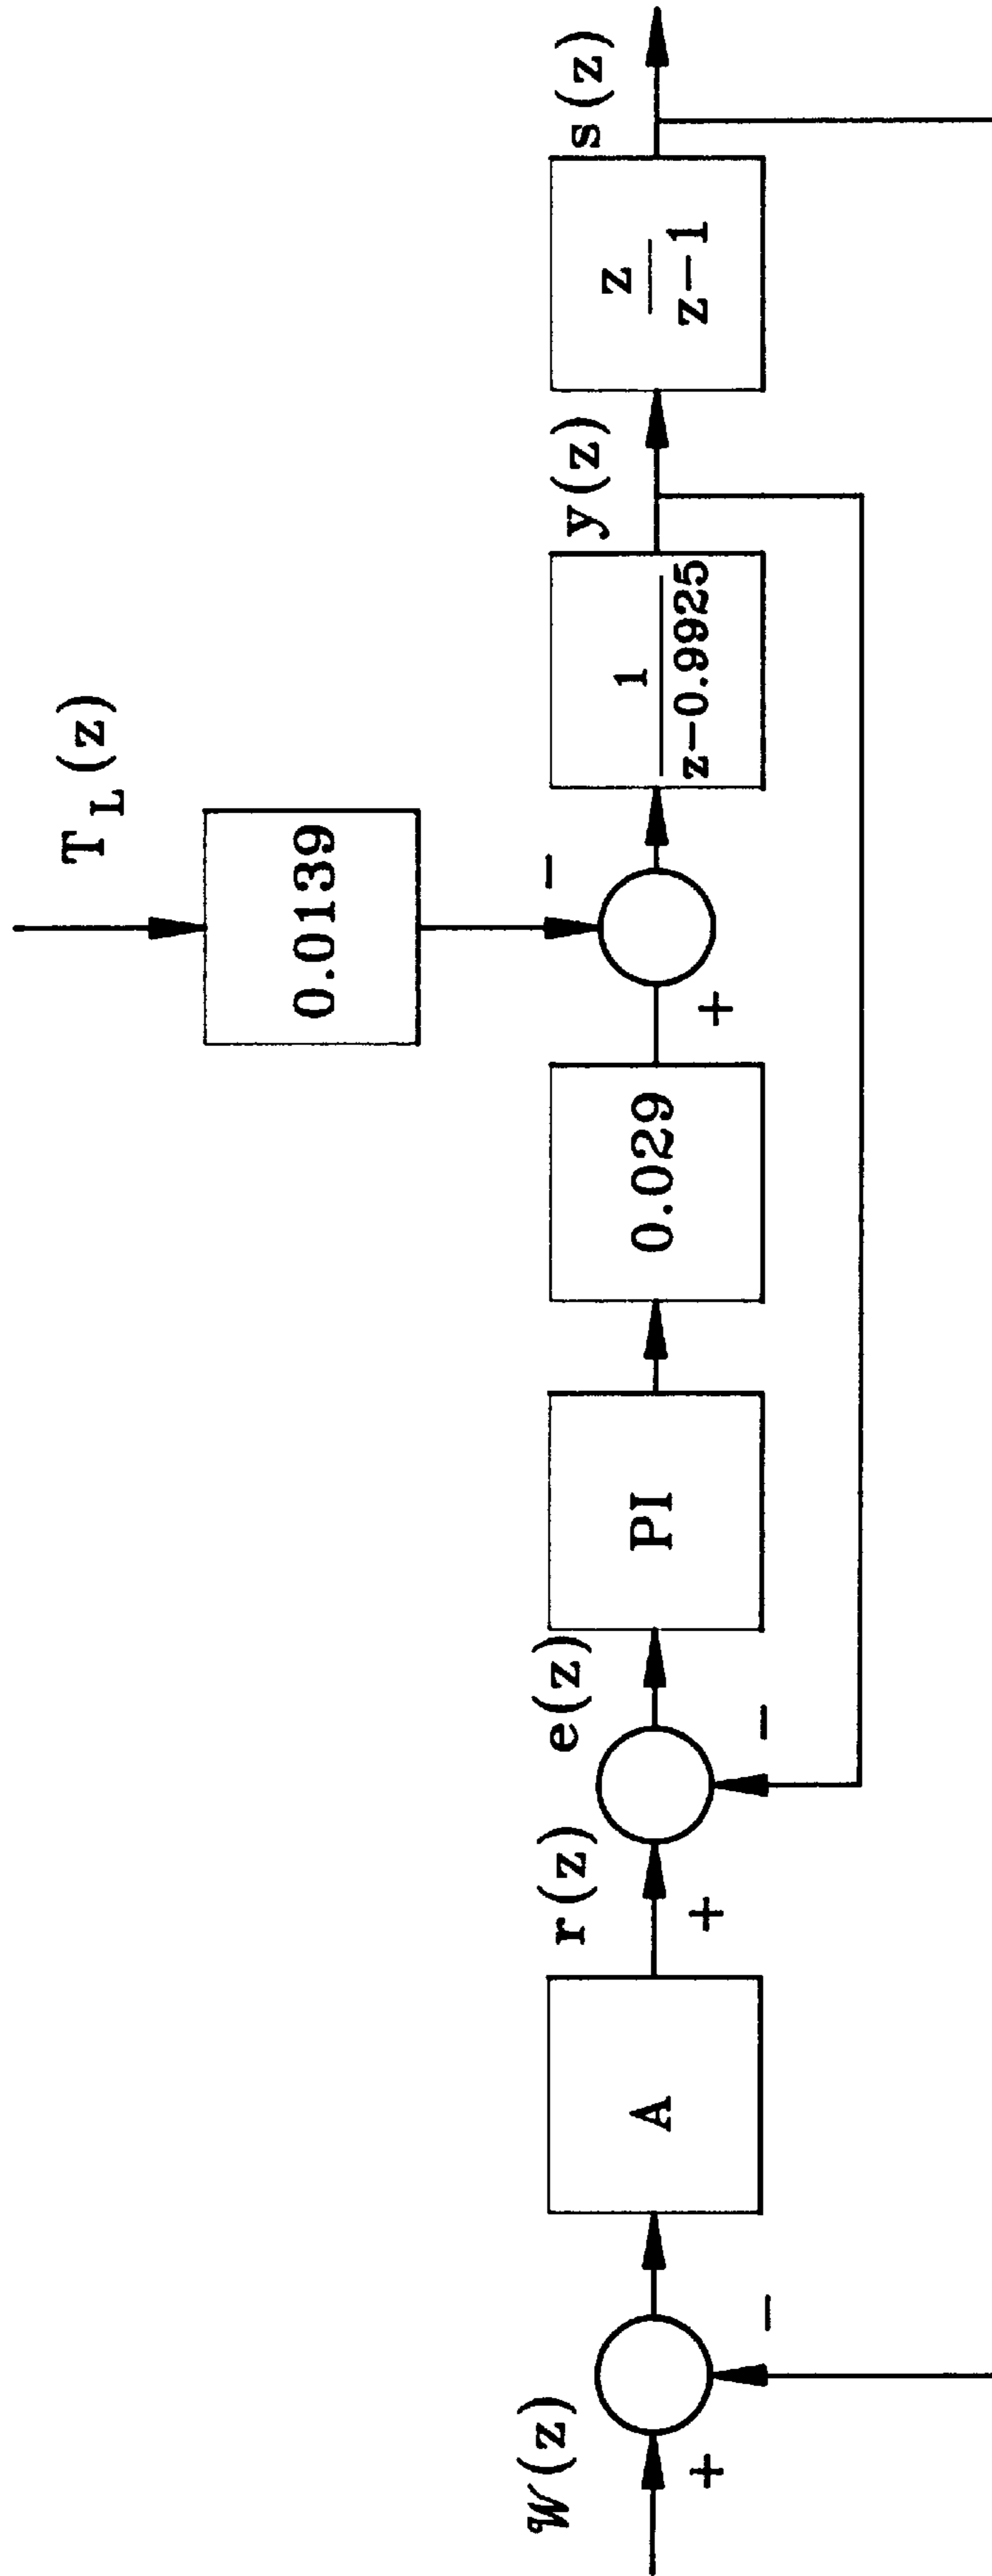 T_L(z)
0.0139
W(z)
+
-
A
r(z)
+
-
e(z)
PI
0.029
+
-
1
z-0.9925
y(z)
z
z-1
s(z)